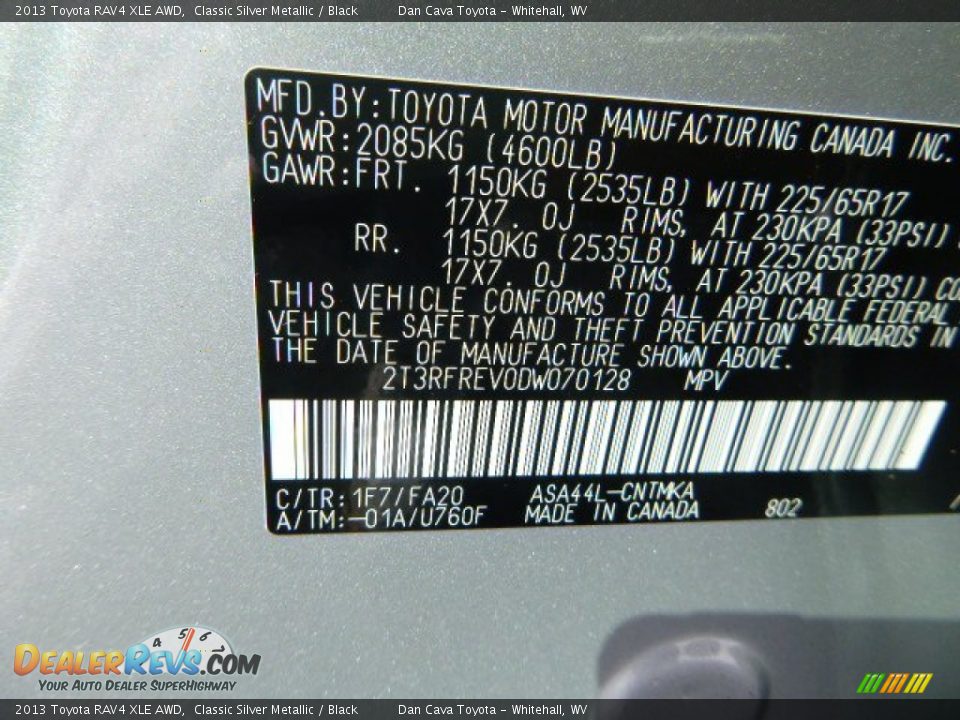 2013 Toyota RAV4 XLE AWD, Classic Silver Metallic / Black Dan Cava Toyota – Whitehall, WV
MFD.BY:TOYOTA MOTOR MANUFACTURING CANADA INC.
GVWR:2085KG (4600LB)
GAWR:FRT. 1150KG (2535LB) WITH 225/65R17
17X7. 0J RIMS, AT 230KPA (33PSI)
RR. 1150KG (2535LB) WITH 225/65R17
17X7. 0J RIMS, AT 230KPA (33PSI) CO
THIS VEHICLE CONFORMS TO ALL APPLICABLE FEDERAL
VEHICLE SAFETY AND THEFT PREVENTION STANDARDS IN
THE DATE OF MANUFACTURE SHOWN ABOVE.
2T3RFREV0DW070128 MPV
C/TR:1F7/FA20 ASA44L-CNTMKA
A/TM:-01A/U760F MADE IN CANADA 802
4 5 6
DealerRevs.com
Your Auto Dealer SuperHighway
2013 Toyota RAV4 XLE AWD, Classic Silver Metallic / Black Dan Cava Toyota – Whitehall, WV